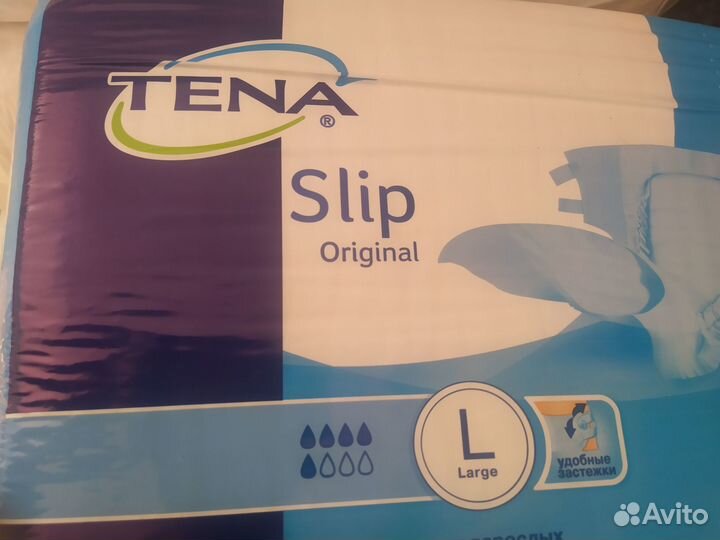 TENA
®
Slip
Original
L
Large
удобные
застежки
Avito